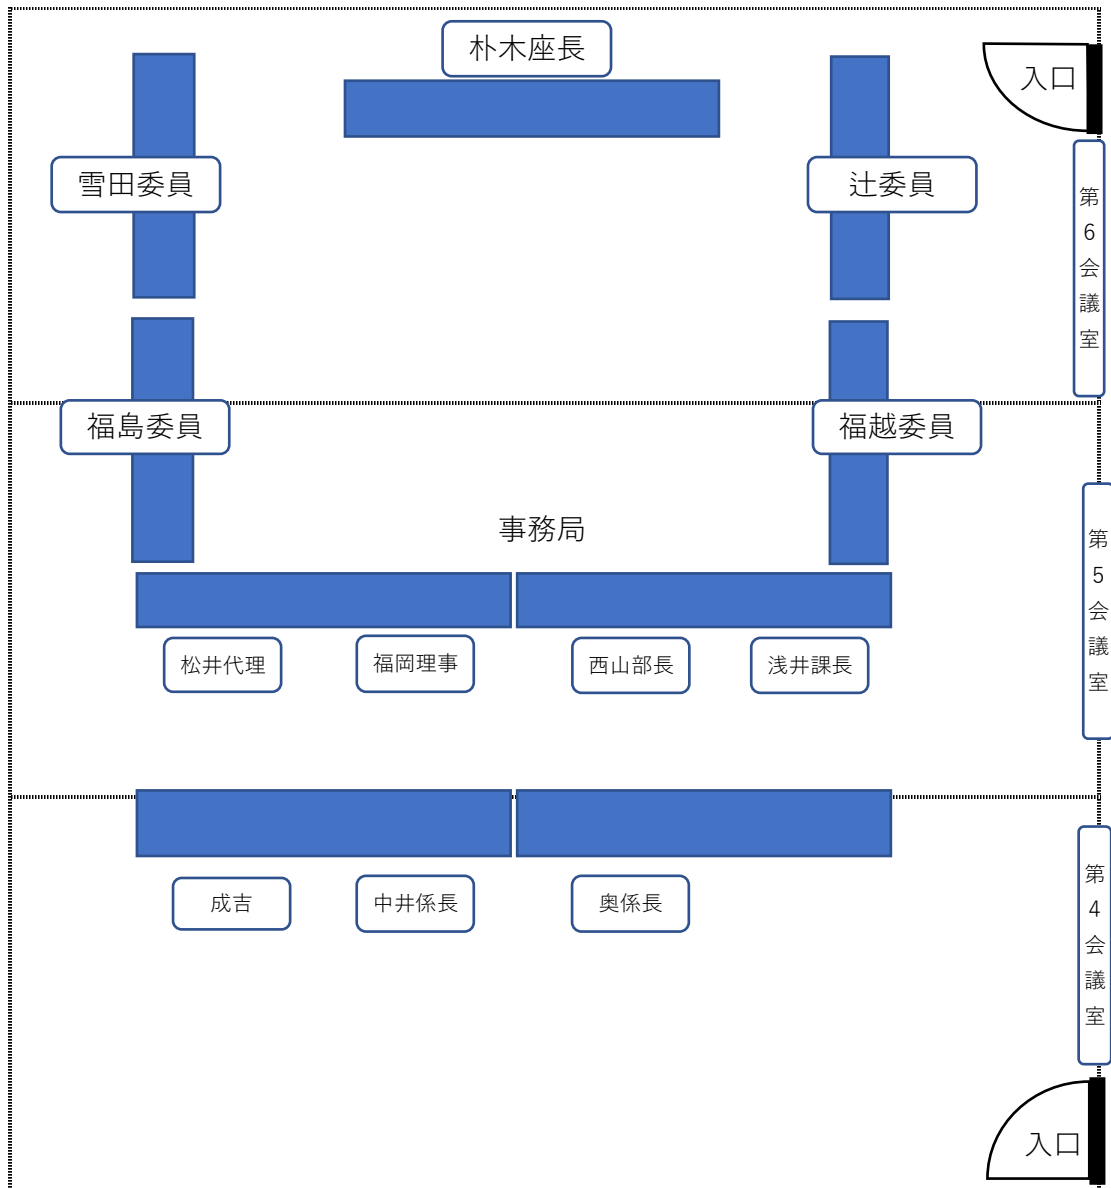 朴木座長
入口
雪田委員
辻委員
第6会議室
福島委員
福越委員
事務局
第5会議室
松井代理
福岡理事
西山部長
浅井課長
成吉
中井係長
奥係長
第4会議室
入口